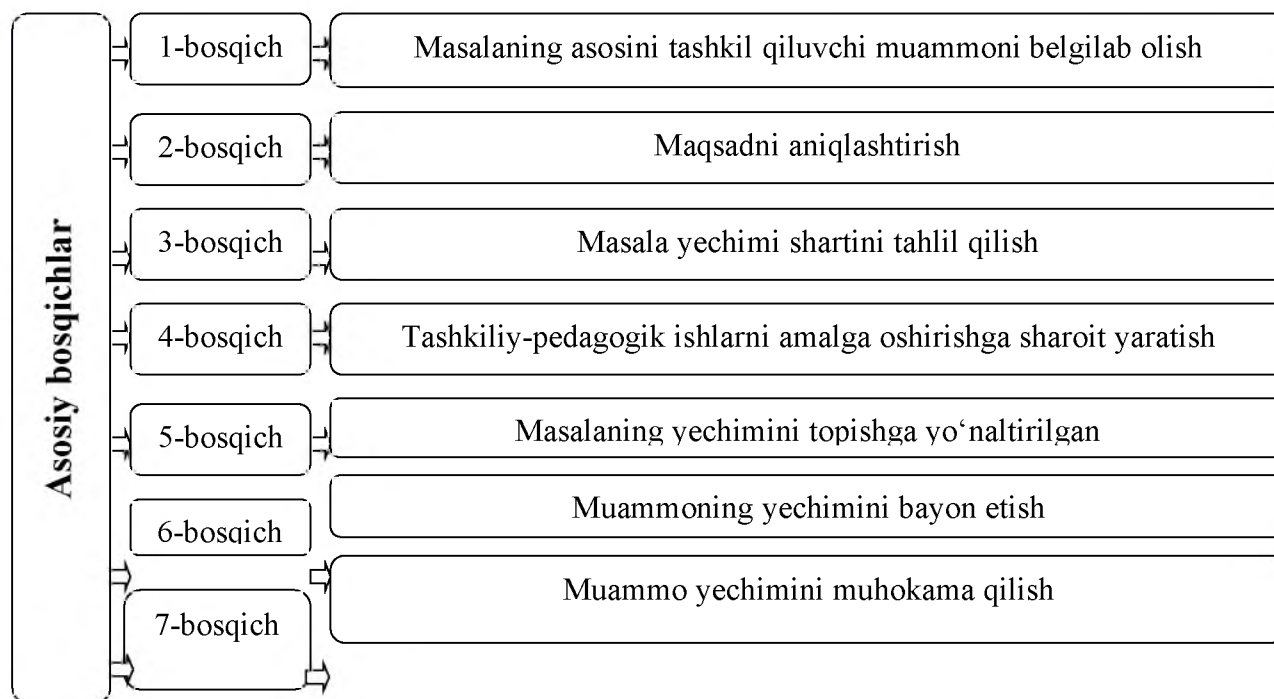 Asosiy bosqichlar
1-bosqich
Masalaning asosini tashkil qiluvchi muammoni belgilab olish
2-bosqich
Maqsadni aniqlashtirish
3-bosqich
Masala yechimi shartini tahlil qilish
4-bosqich
Tashkiliy-pedagogik ishlarni amalga oshirishga sharoit yaratish
5-bosqich
Masalaning yechimini topishga yo‘naltirilgan
6-bosqich
Muammoning yechimini bayon etish
7-bosqich
Muammo yechimini muhokama qilish